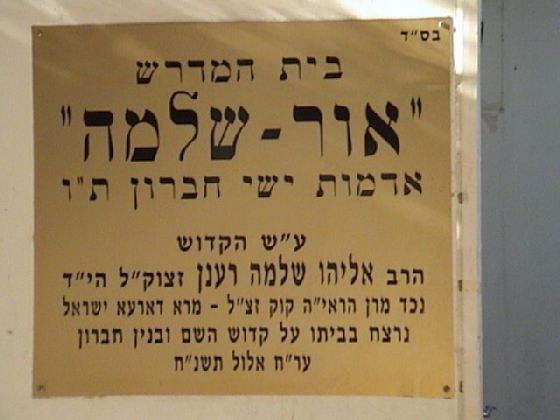 בס״ד
בית המדרש
"אור-שלמה"
אדמות ישי חברון ת״ו
ע״ש הקדוש
הרב אליהו שלמה רענן זצוק״ל הי״ד
נכד מרן הראי״ה קוק זצ״ל - מרא דארעא ישראל
נרצח בביתו על קדוש השם ובנין חברון
ער״ח אלול תשנ״ח